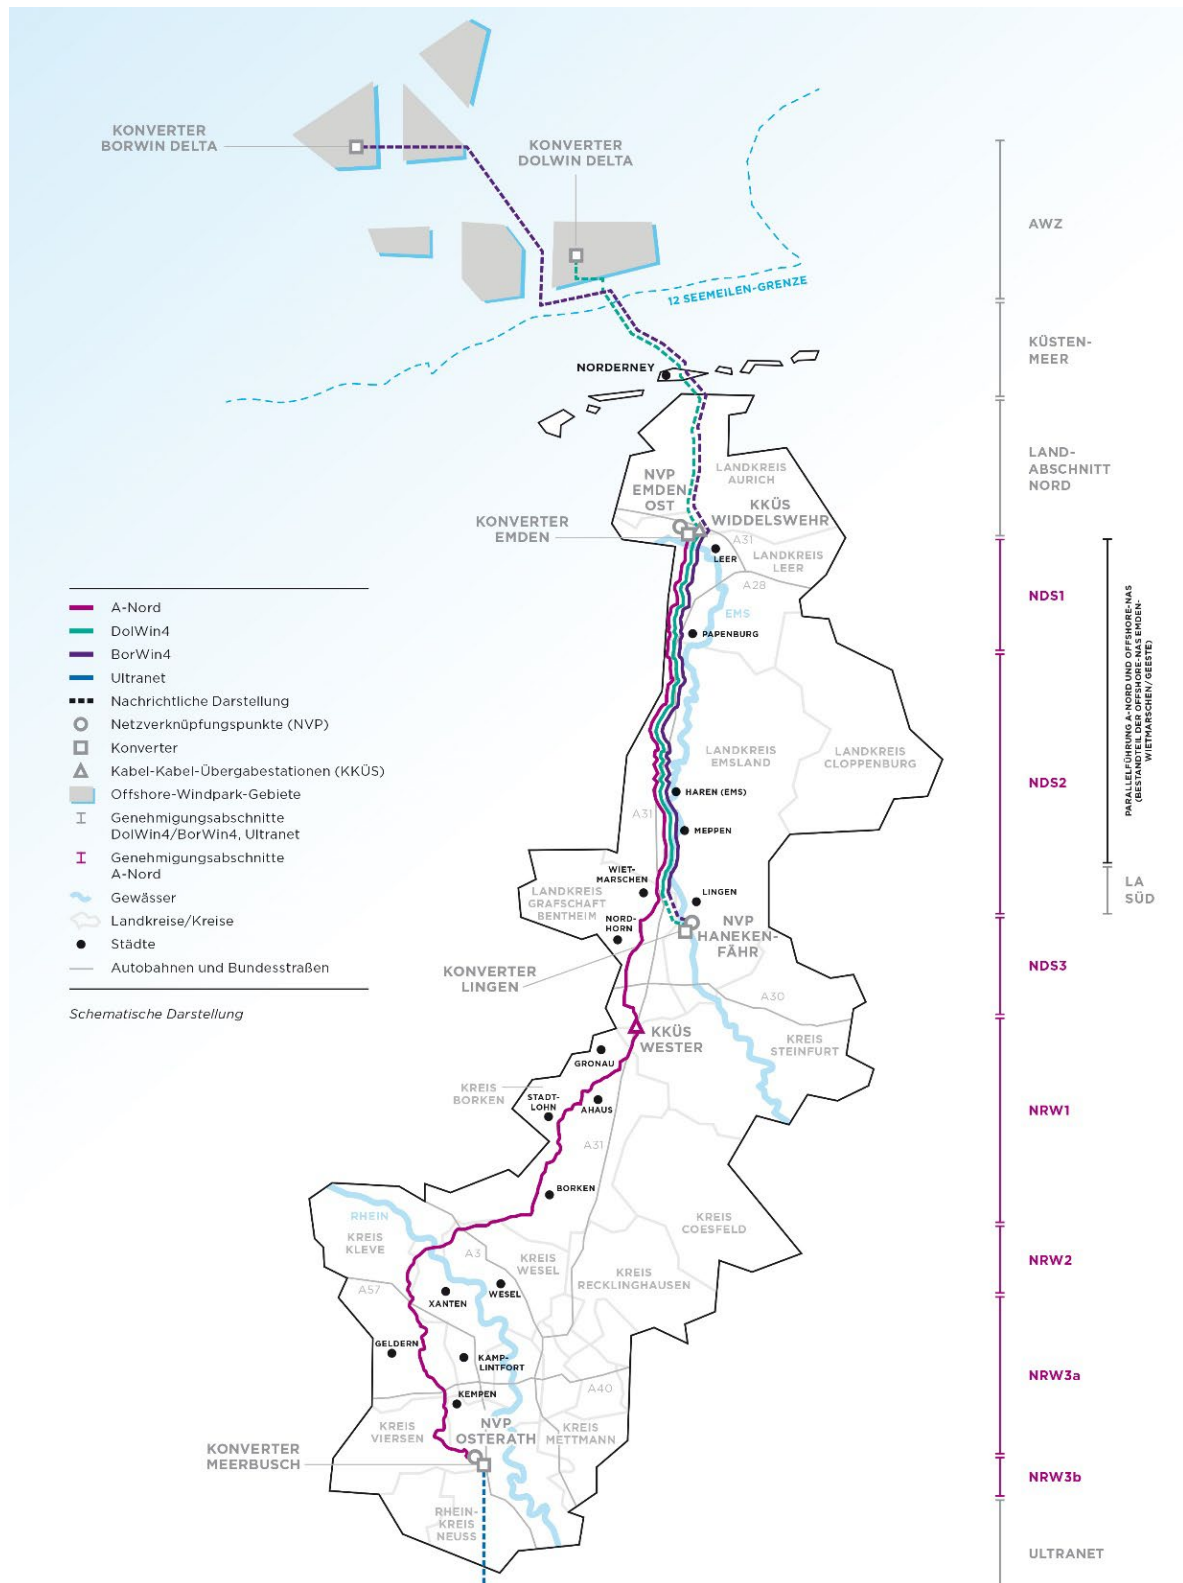 KONVERTER
BORWIN DELTA
KONVERTER
DOLWIN DELTA
AWZ
12 SEEMEILEN-GRENZE
KÜSTEN-
MEER
NORDERNEY
LAND-
ABSCHNITT
NORD
LANDKREIS
AURICH
NVP
EMDEN
OST
KKÜS
WIDDELSWEHR
KONVERTER
EMDEN
A31
LEER
LANDKREIS
LEER
A28
EMS
PAPENBURG
NDS1
A-Nord
DolWin4
BorWin4
Ultranet
Nachrichtliche Darstellung
Netzverknüpfungspunkte (NVP)
Konverter
Kabel-Kabel-Übergabestationen (KKÜS)
Offshore-Windpark-Gebiete
Genehmigungsabschnitte
DolWin4/BorWin4, Ultranet
Genehmigungsabschnitte
A-Nord
Gewässer
Landkreise/Kreise
Städte
Autobahnen und Bundesstraßen
Schematische Darstellung
PARALLELFÜHRUNG A-NORD UND OFFSHORE-NAS
(BESTANDTEIL DER OFFSHORE-NAS EMDEN-
WIETMARSCHEN/GEESTE)
LANDKREIS
EMSLAND
LANDKREIS
CLOPPENBURG
NDS2
HAREN (EMS)
A31
MEPPEN
WIET-
MARSCHEN
LANDKREIS
GRAFSCHAFT
BENTHEIM
LINGEN
LA
SÜD
NORD-
HORN
NVP
HANEKEN-
FÄHR
KONVERTER
LINGEN
NDS3
A30
KKÜS
WESTER
KREIS
STEINFURT
GRONAU
KREIS
BORKEN
STADT-
LOHN
AHAUS
NRW1
A31
BORKEN
RHEIN
KREIS
KLEVE
KREIS
COESFELD
A3
KREIS
WESEL
KREIS
RECKLINGHAUSEN
NRW2
A57
XANTEN
WESEL
GELDERN
KAMP-
LINTFORT
NRW3a
A40
KEMPEN
KREIS
VIERSEN
NVP
OSTERATH
KREIS
METTMANN
KONVERTER
MEERBUSCH
NRW3b
RHEIN-
KREIS
NEUSS
ULTRANET